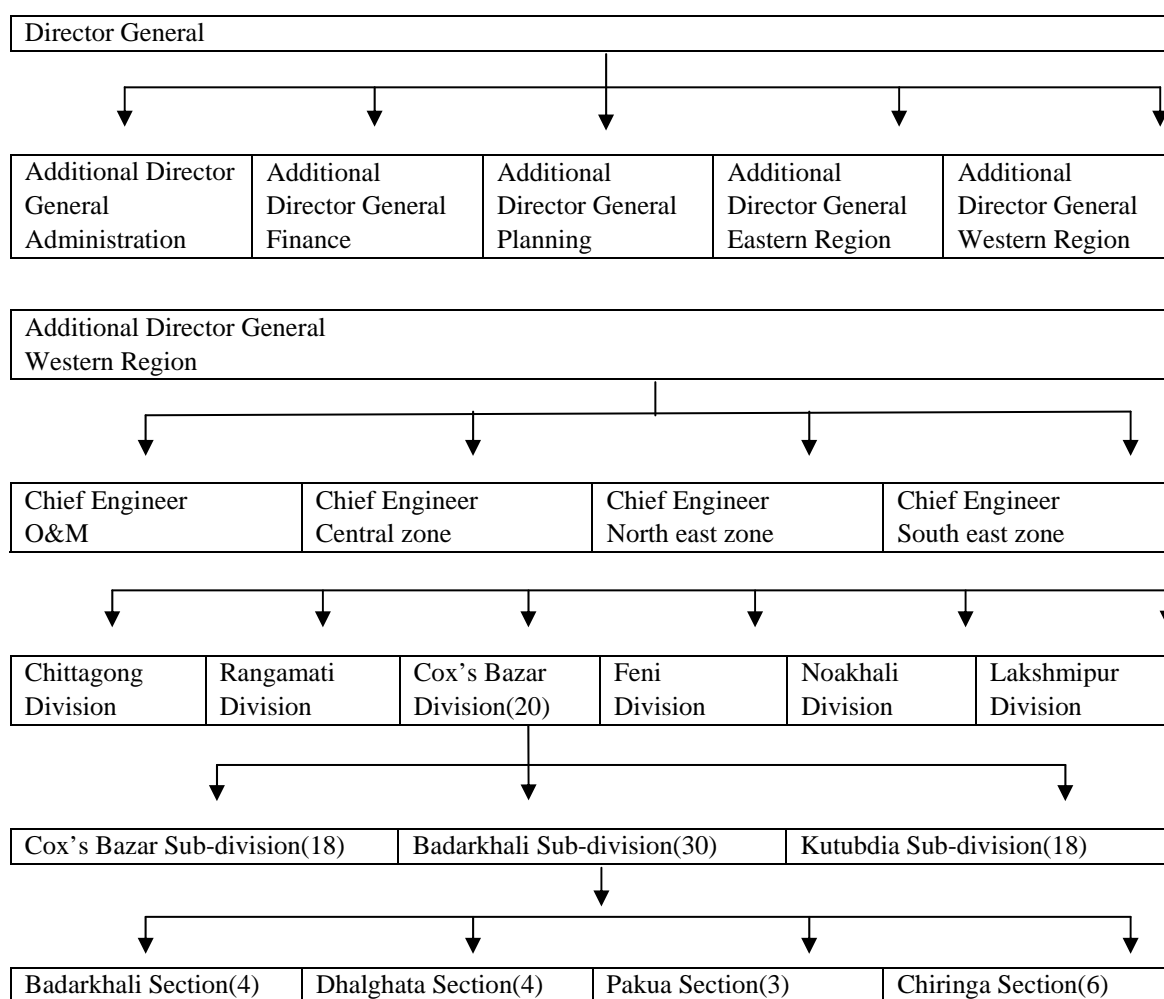 Director General
Additional Director
General
Administration
Additional
Director General
Finance
Additional
Director General
Planning
Additional
Director General
Eastern Region
Additional
Director General
Western Region
Additional Director General
Western Region
Chief Engineer
O&M
Chief Engineer
Central zone
Chief Engineer
North east zone
Chief Engineer
South east zone
Chittagong
Division
Rangamati
Division
Cox’s Bazar
Division(20)
Feni
Division
Noakhali
Division
Lakshmipur
Division
Cox’s Bazar Sub-division(18)
Badarkhali Sub-division(30)
Kutubdia Sub-division(18)
Badarkhali Section(4)
Dhalghata Section(4)
Pakua Section(3)
Chiringa Section(6)